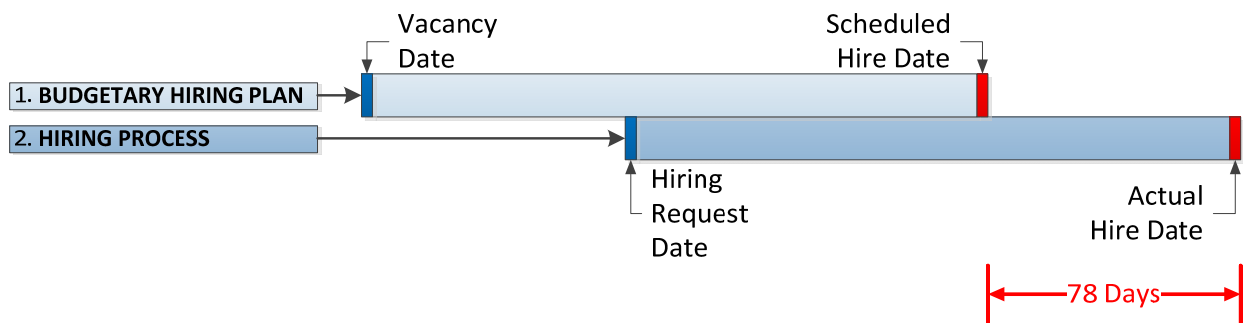 Vacancy
Date
Scheduled
Hire Date
1. BUDGETARY HIRING PLAN
2. HIRING PROCESS
Hiring
Request
Date
Actual
Hire Date
78 Days